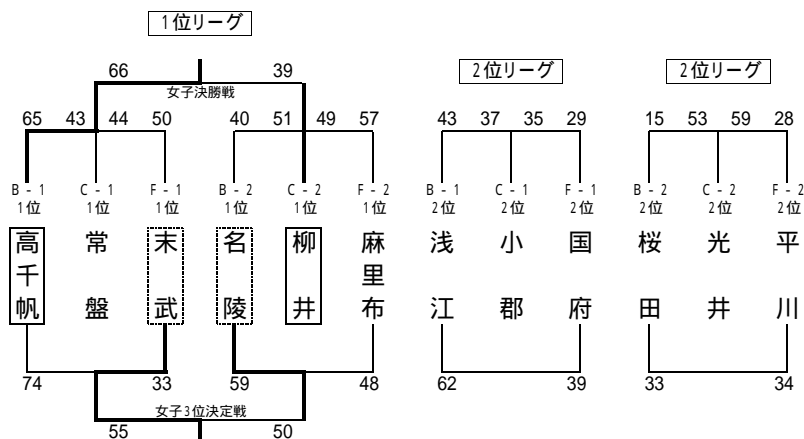 1位リーグ
66 39 2位リーグ 2位リーグ
女子決勝戦
65 43 44 50 40 51 49 57 43 37 35 29 15 53 59 28
B-1 C-1 F-1 B-2 C-2 F-2 B-1 C-1 F-1 B-2 C-2 F-2
1位 1位 1位 1位 1位 1位 2位 2位 2位 2位 2位 2位
高千帆 常盤 末武 名陵 柳井 麻里布 浅江 小郡 国府 桜田 光井 平川
74 33 59 48 62 39 33 34
女子3位決定戦
55 50